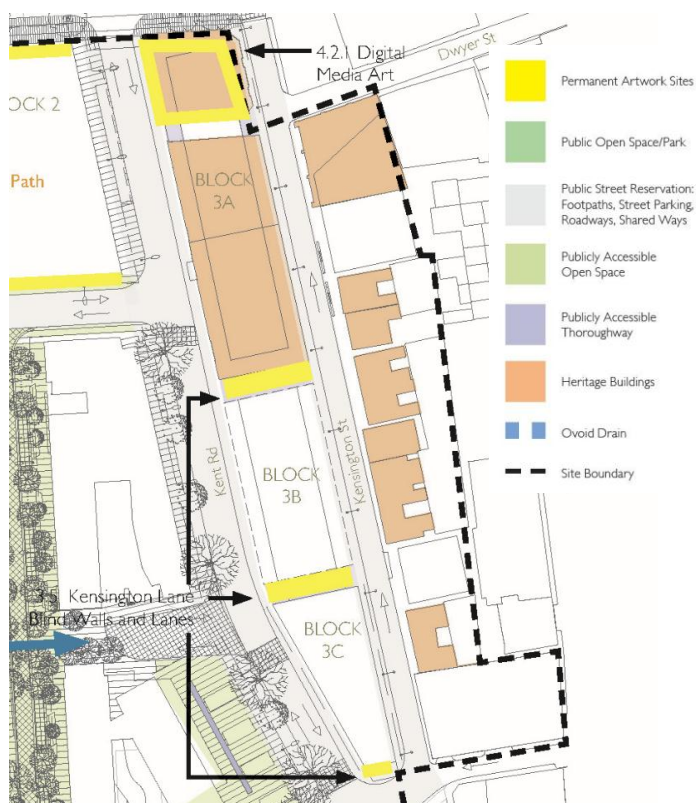 4.2.1 Digital
Media Art
Dwyer St
OCK 2
Path
BLOCK
3A
Kent Rd
Kensington St
BLOCK
3B
3.5 Kensington Lane
Blind Walls and Lanes
BLOCK
3C
Permanent Artwork Sites
Public Open Space/Park
Public Street Reservation:
Footpaths, Street Parking,
Roadways, Shared Ways
Publicly Accessible
Open Space
Publicly Accessible
Thoroughway
Heritage Buildings
Ovoid Drain
Site Boundary